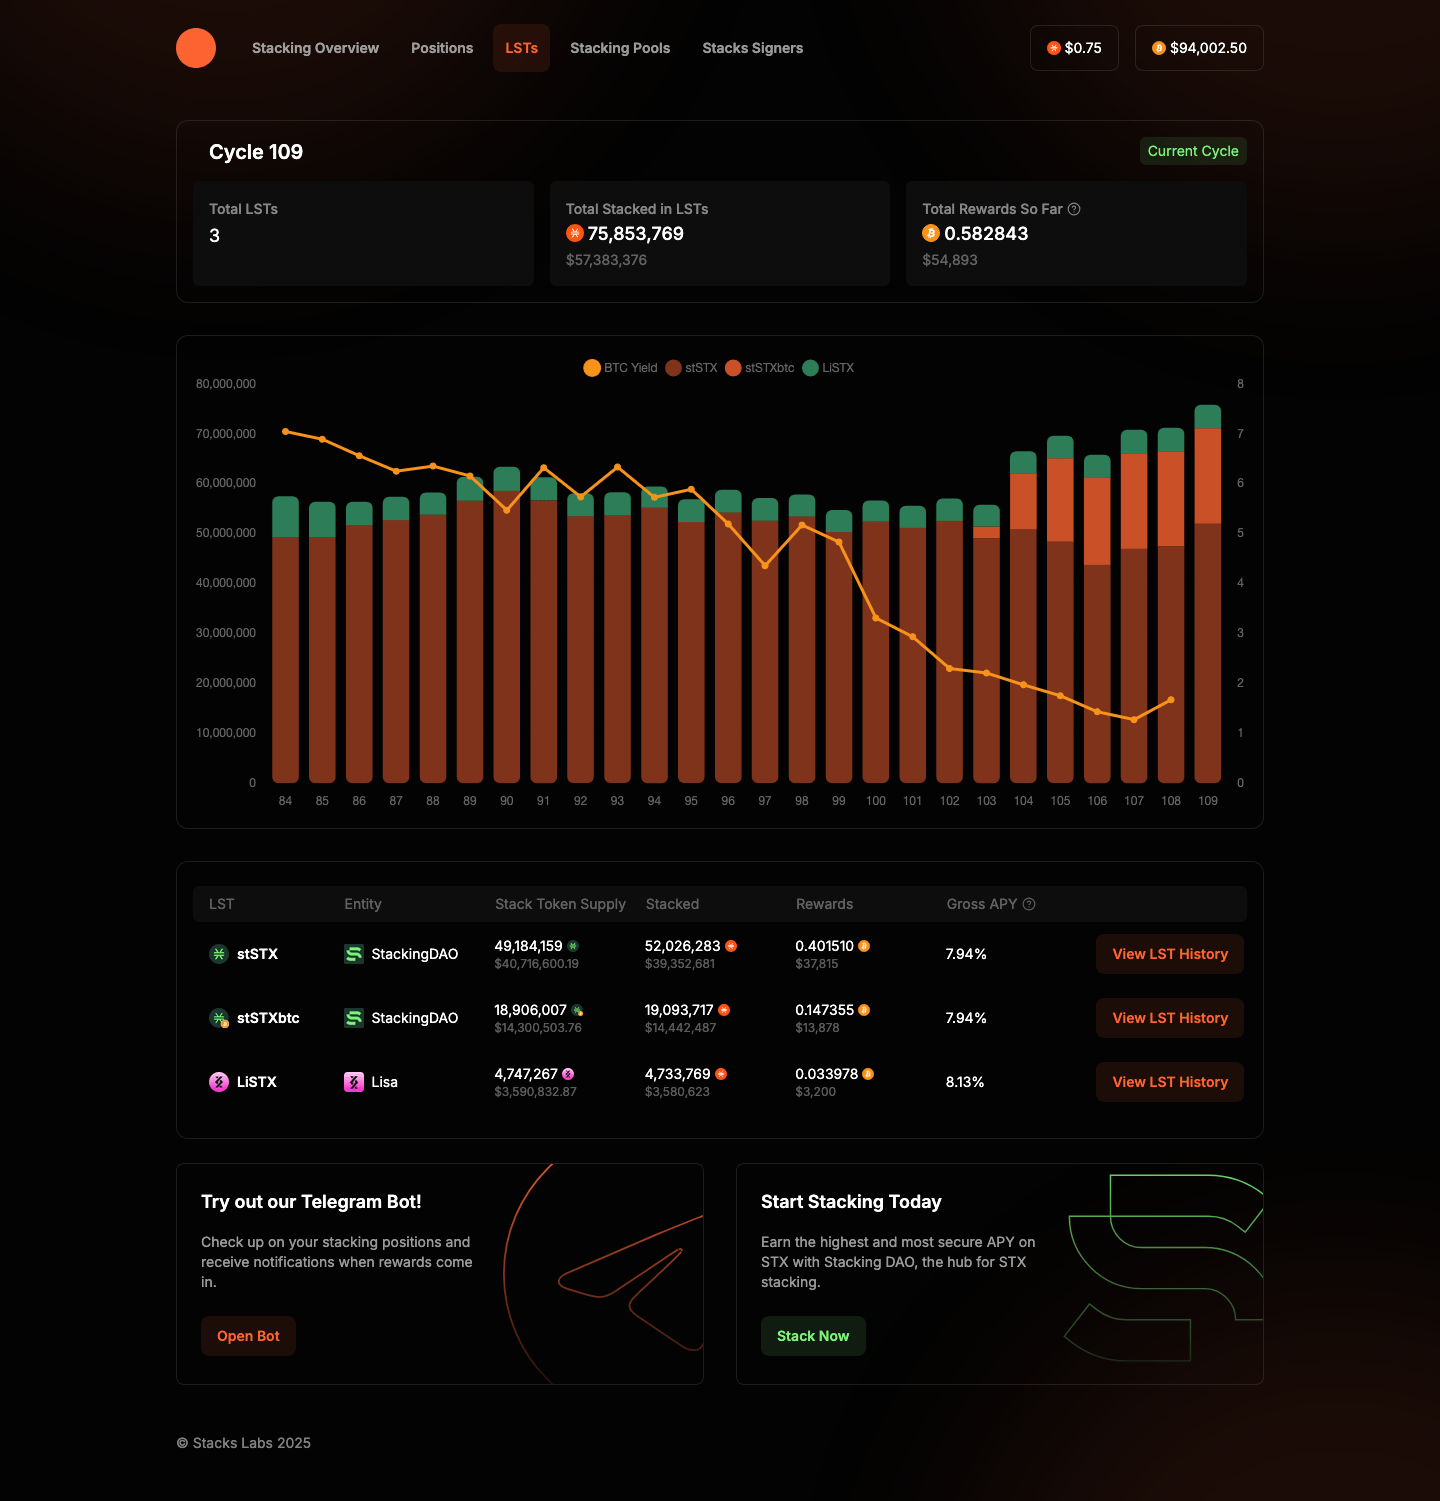 Stacking Overview Positions LSTs Stacking Pools Stacks Signers $0.75 $94,002.50
Cycle 109 Current Cycle
Total LSTs
3
Total Stacked in LSTs
75,853,769
$57,383,376
Total Rewards So Far
0.582843
$54,893
BTC Yield stSTX stSTXbtc LiSTX
80,000,000 8
70,000,000 7
60,000,000 6
50,000,000 5
40,000,000 4
30,000,000 3
20,000,000 2
10,000,000 1
0 0
84 85 86 87 88 89 90 91 92 93 94 95 96 97 98 99 100 101 102 103 104 105 106 107 108 109
LST Entity Stack Token Supply Stacked Rewards Gross APY
stSTX StackingDAO 49,184,159 52,026,283 0.401510 7.94% View LST History
$40,716,600.19 $39,352,681 $37,815
stSTXbtc StackingDAO 18,906,007 19,093,717 0.147355 7.94% View LST History
$14,300,503.76 $14,442,487 $13,878
LiSTX Lisa 4,747,267 4,733,769 0.033978 8.13% View LST History
$3,590,832.87 $3,580,623 $3,200
Try out our Telegram Bot!
Check up on your stacking positions and
receive notifications when rewards come
in.
Open Bot
Start Stacking Today
Earn the highest and most secure APY on
STX with Stacking DAO, the hub for STX
stacking.
Stack Now
© Stacks Labs 2025